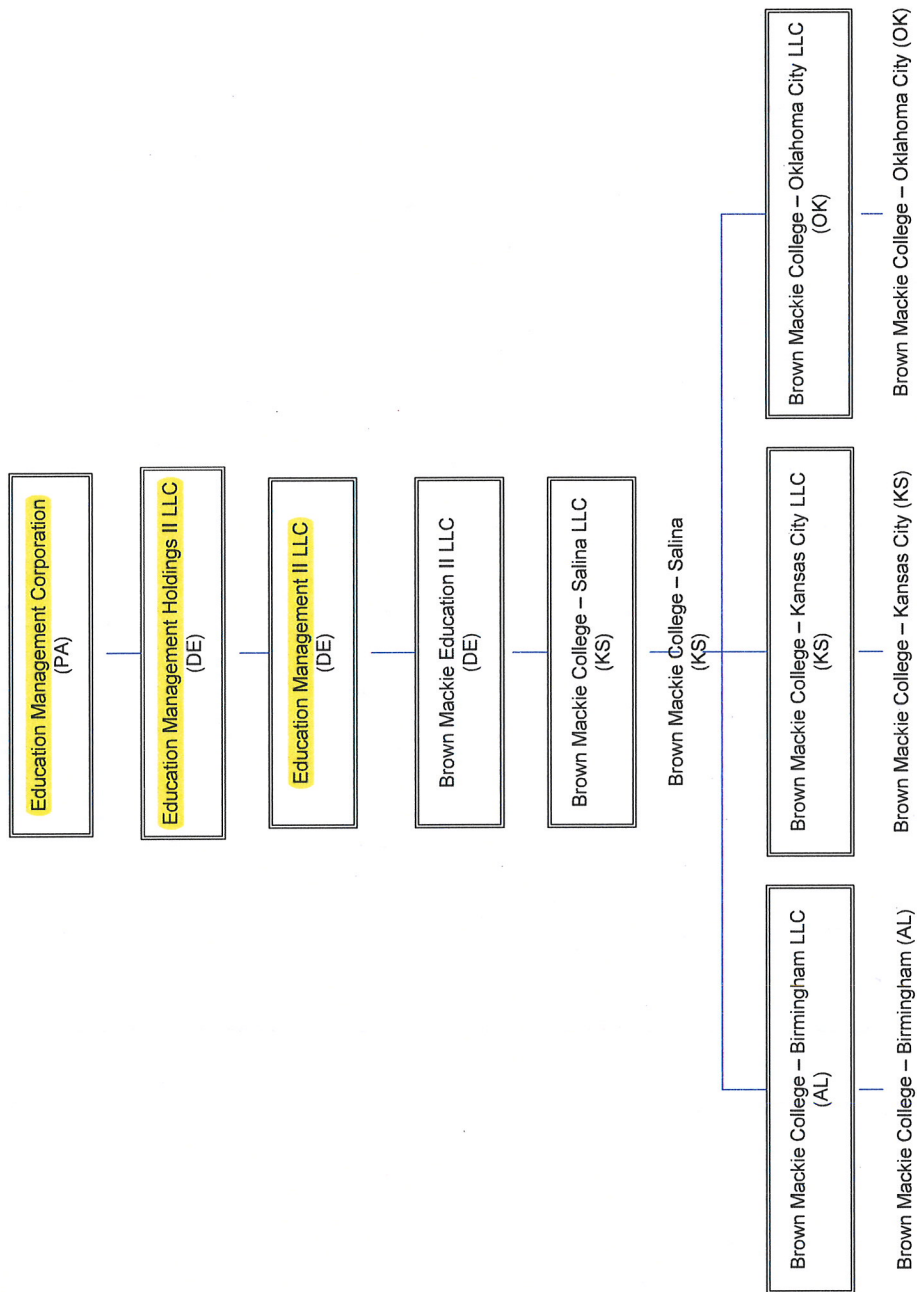 Education Management Corporation
(PA)
Education Management Holdings II LLC
(DE)
Education Management II LLC
(DE)
Brown Mackie Education II LLC
(DE)
Brown Mackie College – Salina LLC
(KS)
Brown Mackie College – Salina
(KS)
Brown Mackie College – Birmingham LLC
(AL)
Brown Mackie College – Kansas City LLC
(KS)
Brown Mackie College – Oklahoma City LLC
(OK)
Brown Mackie College – Birmingham (AL)
Brown Mackie College – Kansas City (KS)
Brown Mackie College – Oklahoma City (OK)